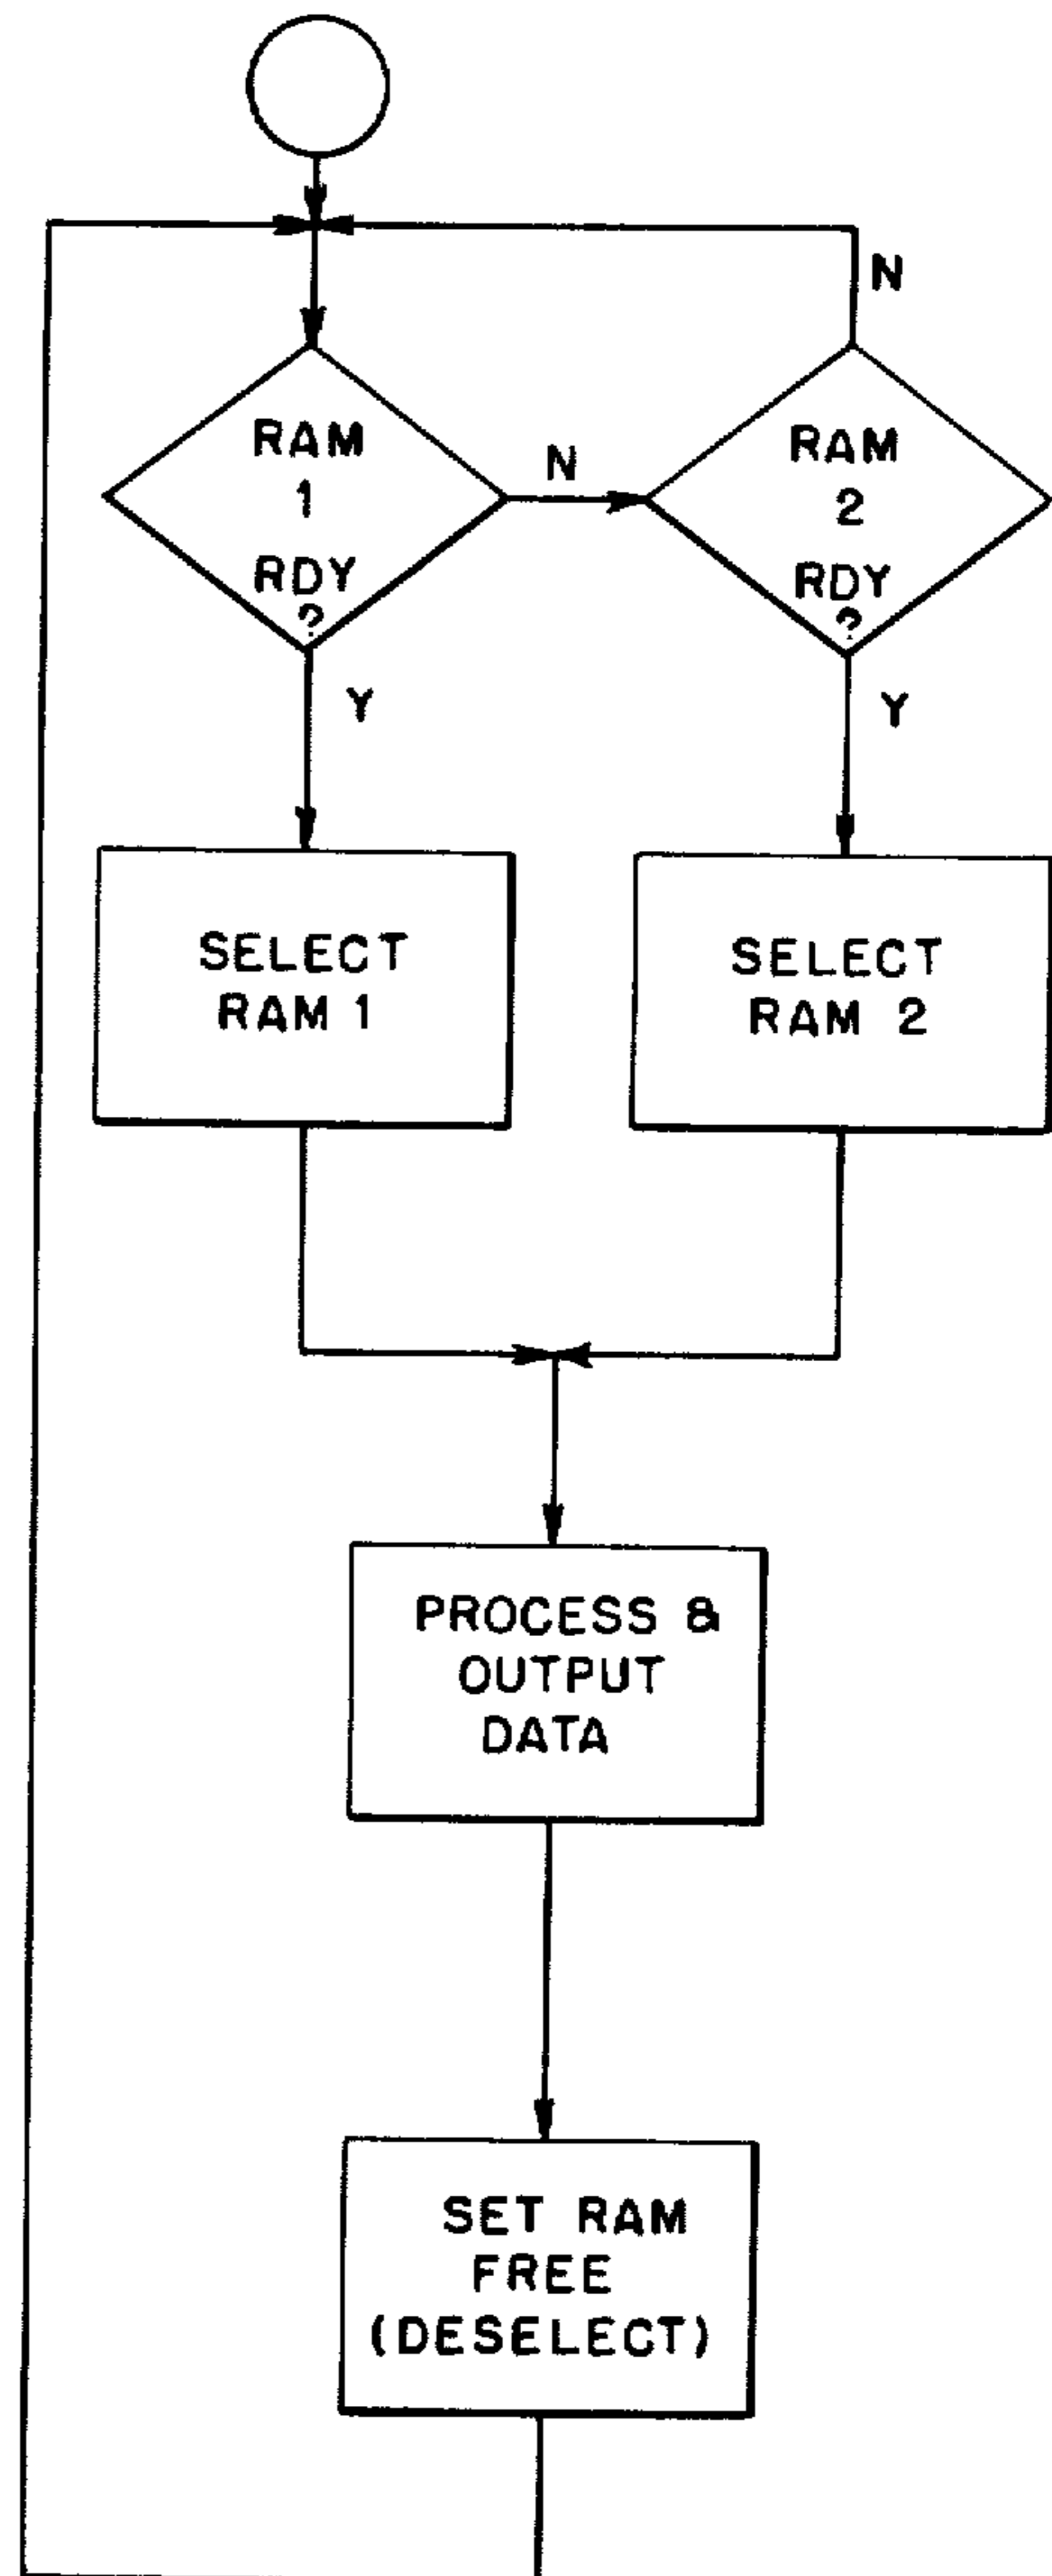 N
RAM
1
RDY
?
N
RAM
2
RDY
?
Y
Y
SELECT
RAM 1
SELECT
RAM 2
PROCESS &
OUTPUT
DATA
SET RAM
FREE
(DESELECT)